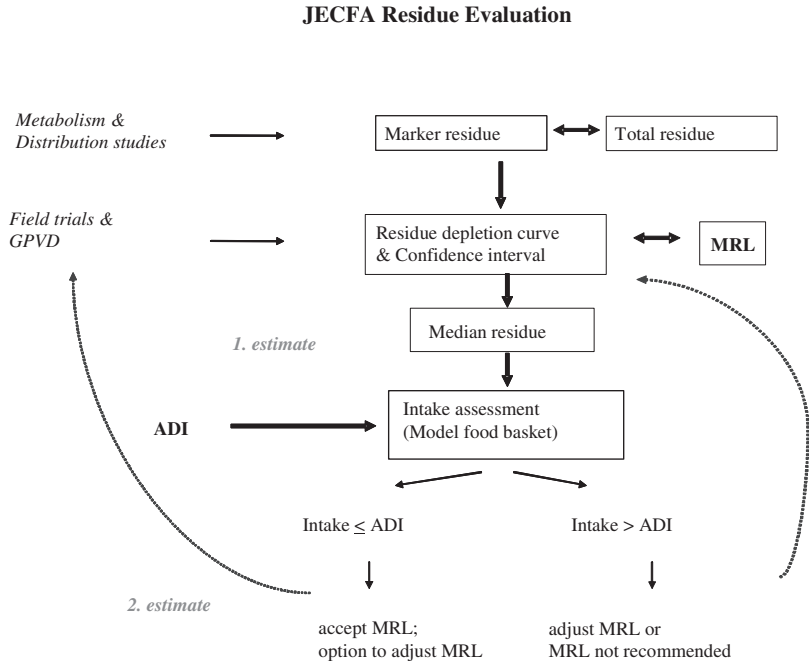 JECFA Residue Evaluation
Metabolism &
Distribution studies
Marker residue
Total residue
Field trials &
GPVD
Residue depletion curve
& Confidence interval
MRL
1. estimate
Median residue
ADI
Intake assessment
(Model food basket)
Intake ≤ ADI
Intake > ADI
2. estimate
accept MRL;
option to adjust MRL
adjust MRL or
MRL not recommended